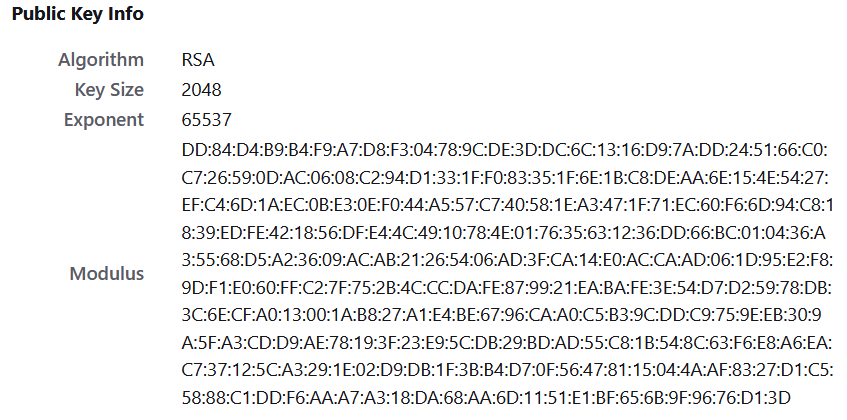 Public Key Info
Algorithm RSA
Key Size 2048
Exponent 65537
DD:84:D4:B9:B4:F9:A7:D8:F3:04:78:9C:DE:3D:DC:6C:13:16:D9:7A:DD:24:51:66:C0:
C7:26:59:0D:AC:06:08:C2:94:D1:33:1F:F0:83:35:1F:6E:1B:C8:DE:AA:6E:15:4E:54:27:
EF:C4:6D:1A:EC:0B:E3:0E:F0:44:A5:57:C7:40:58:1E:A3:47:1F:71:EC:60:F6:6D:94:C8:1
8:39:ED:FE:42:18:56:DF:E4:4C:49:10:78:4E:01:76:35:63:12:36:DD:66:BC:01:04:36:A
3:55:68:D5:A2:36:09:AC:AB:21:26:54:06:AD:3F:CA:14:E0:AC:CA:AD:06:1D:95:E2:F8:
Modulus
9D:F1:E0:60:FF:C2:7F:75:2B:4C:CC:DA:FE:87:99:21:EA:BA:FE:3E:54:D7:D2:59:78:DB:
3C:6E:CF:A0:13:00:1A:B8:27:A1:E4:BE:67:96:CA:A0:C5:B3:9C:DD:C9:75:9E:EB:30:9
A:5F:A3:CD:D9:AE:78:19:3F:23:E9:5C:DB:29:BD:AD:55:C8:1B:54:8C:63:F6:E8:A6:EA:
C7:37:12:5C:A3:29:1E:02:D9:DB:1F:3B:B4:D7:0F:56:47:81:15:04:4A:AF:83:27:D1:C5:
58:88:C1:DD:F6:AA:A7:A3:18:DA:68:AA:6D:11:51:E1:BF:65:6B:9F:96:76:D1:3D